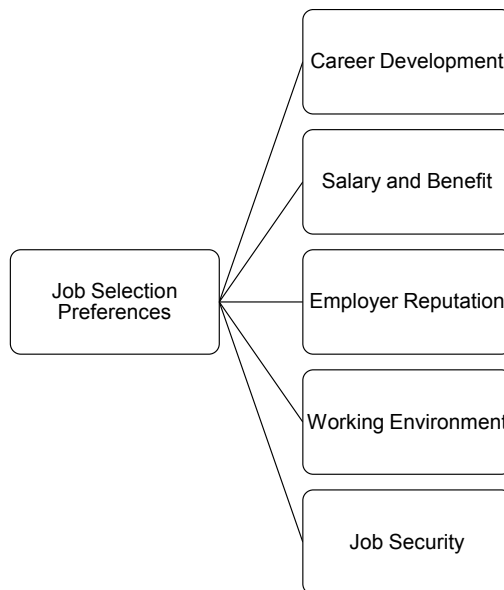 Career Development
Salary and Benefit
Job Selection
Preferences
Employer Reputation
Working Environment
Job Security